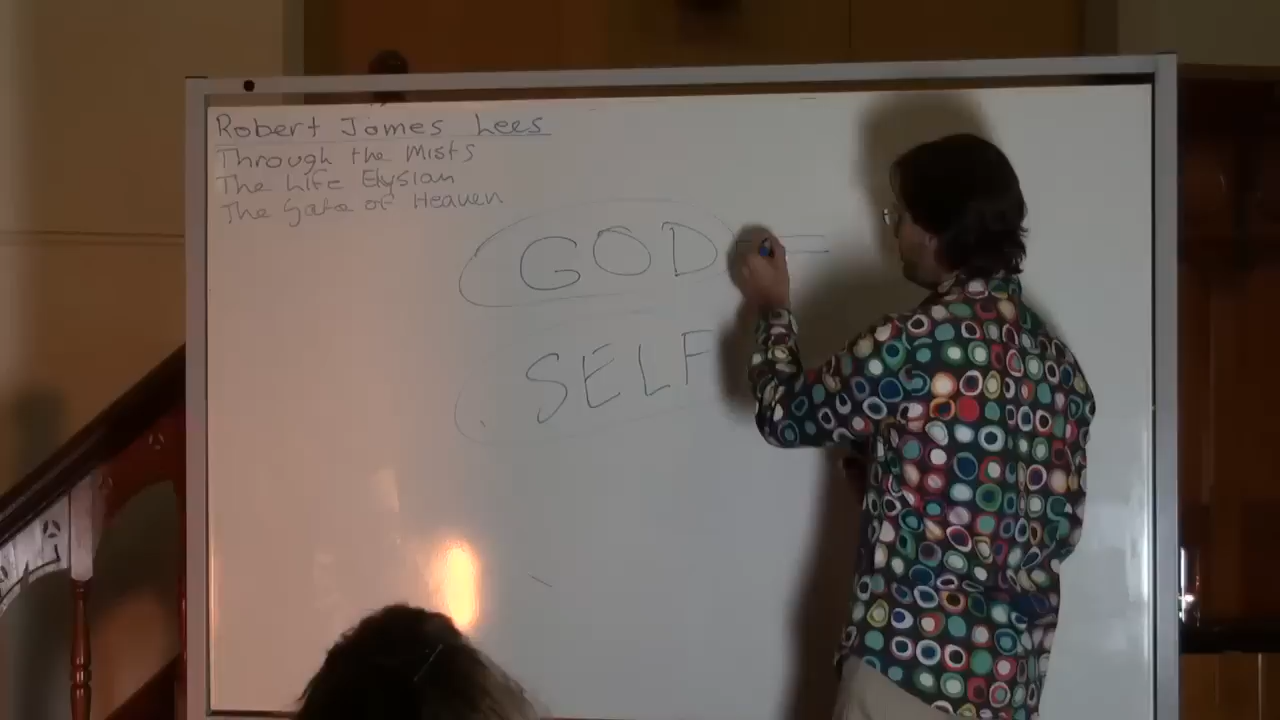 Robert James Lees
Through the Mists
The Life Elysian
The Gate of Heaven
GOD =
SELF